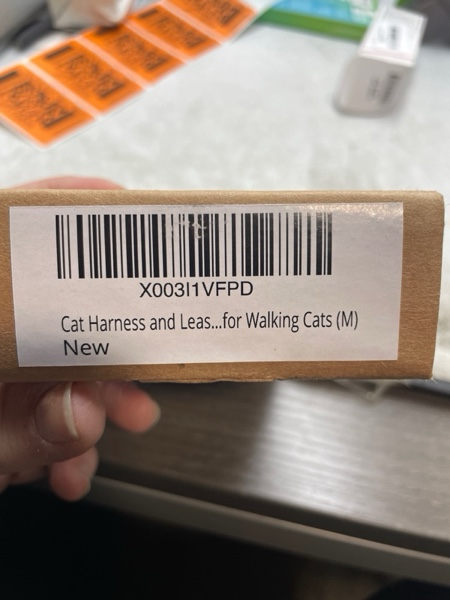 X003I1VFPD
Cat Harness and Leas...for Walking Cats (M)
New